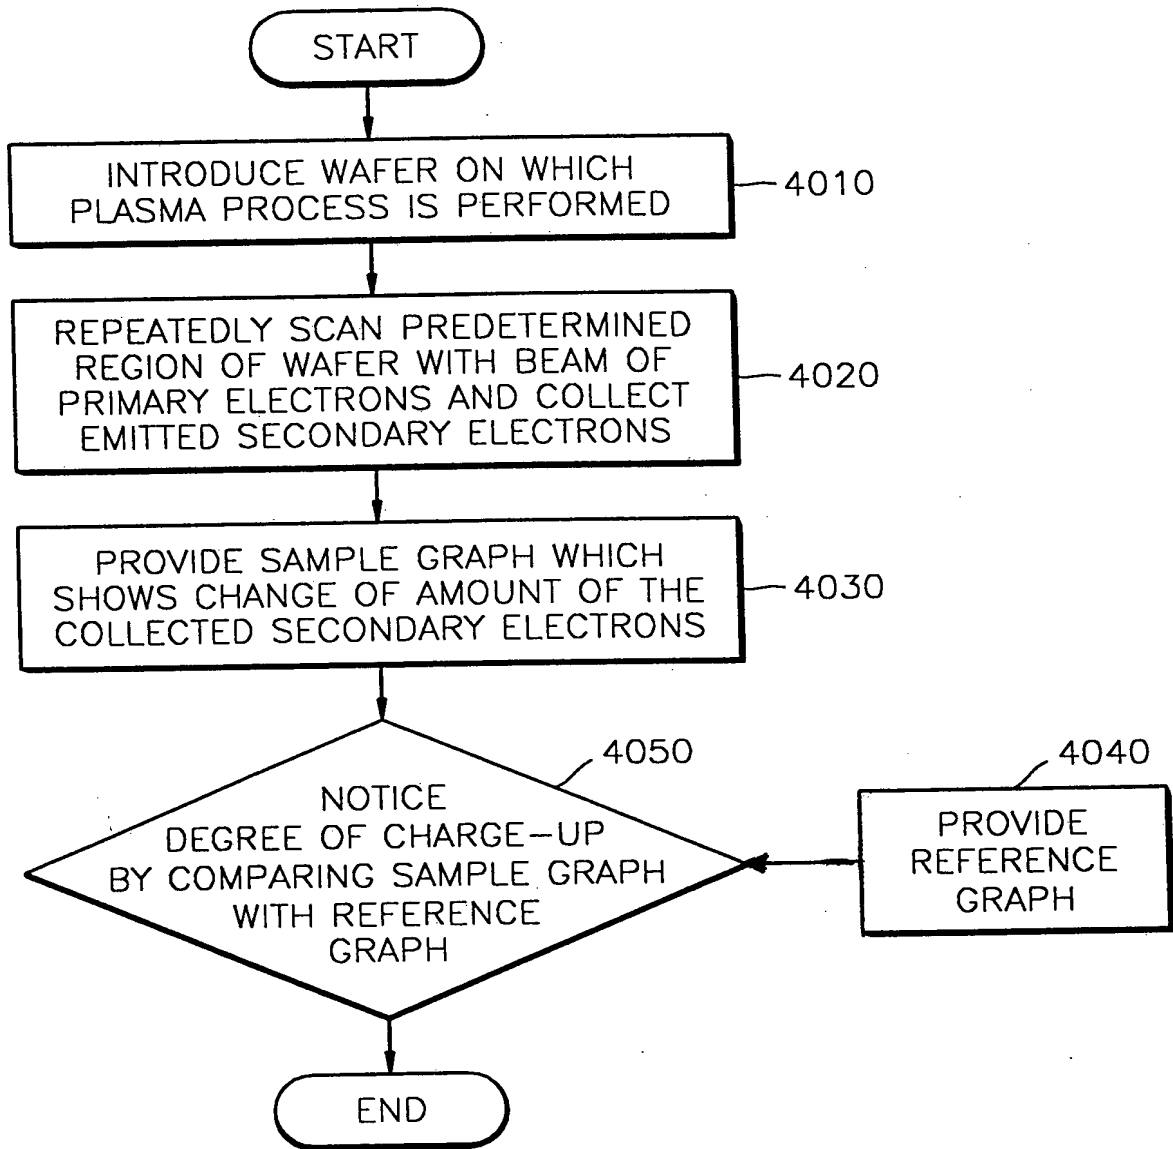 START
INTRODUCE WAFER ON WHICH
PLASMA PROCESS IS PERFORMED
4010
REPEATEDLY SCAN PREDETERMINED
REGION OF WAFER WITH BEAM OF
PRIMARY ELECTRONS AND COLLECT
EMITTED SECONDARY ELECTRONS
4020
PROVIDE SAMPLE GRAPH WHICH
SHOWS CHANGE OF AMOUNT OF THE
COLLECTED SECONDARY ELECTRONS
4030
4050
NOTICE
DEGREE OF CHARGE-UP
BY COMPARING SAMPLE GRAPH
WITH REFERENCE
GRAPH
4040
PROVIDE
REFERENCE
GRAPH
END